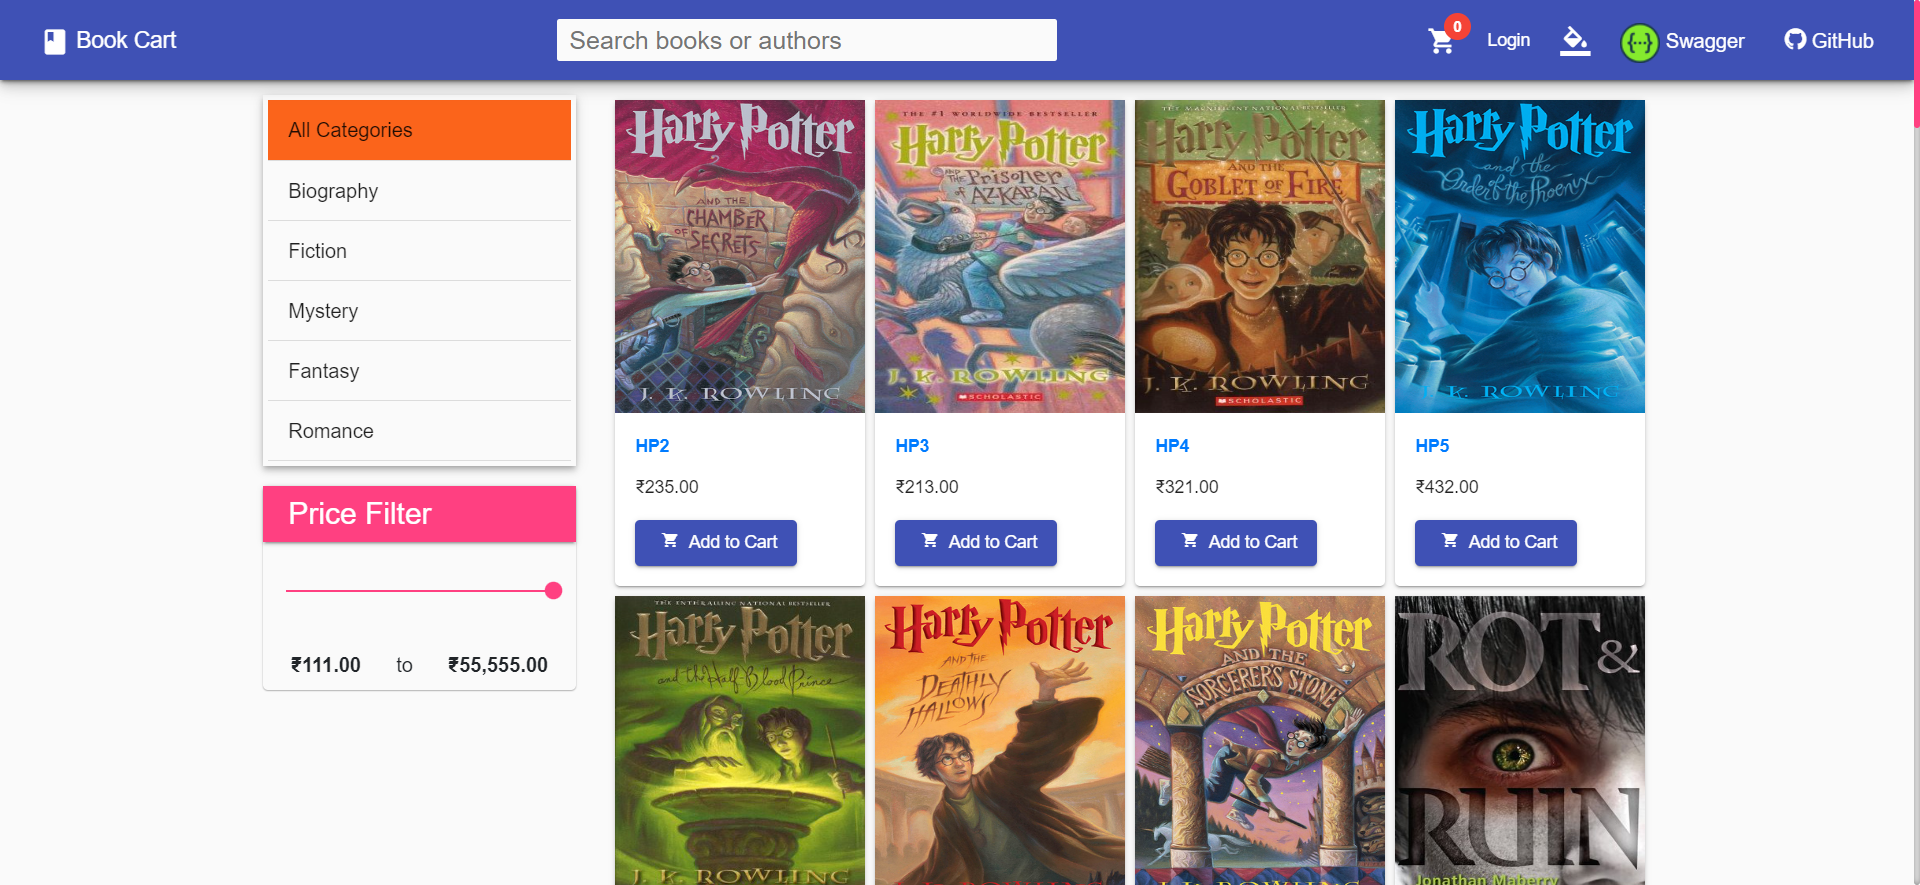 Book Cart
Search books or authors
0
Login
Swagger
GitHub
All Categories
Biography
Fiction
Mystery
Fantasy
Romance
Price Filter
₹111.00 to ₹55,555.00
Harry Potter
AND THE
CHAMBER
OF SECRETS
J. K. ROWLING
HP2
₹235.00
Add to Cart
THE #1 WORLDWIDE BESTSELLER
Harry Potter
AND THE PRISONER
OF AZKABAN
J. K. ROWLING
SCHOLASTIC
HP3
₹213.00
Add to Cart
THE MAGNIFICENT NATIONAL BESTSELLER
Harry Potter
AND THE
GOBLET OF FIRE
J. K. ROWLING
SCHOLASTIC
HP4
₹321.00
Add to Cart
Harry Potter
and the
Order of the Phoenix
J. K. ROWLING
HP5
₹432.00
Add to Cart
THE ENTHRALLING NATIONAL BESTSELLER
Harry Potter
and the Half-Blood Prince
J. K. ROWLING
Harry Potter
AND THE
DEATHLY
HALLOWS
Harry Potter
AND THE
SORCERER'S STONE
ROT &
RUIN
Jonathan Maberry